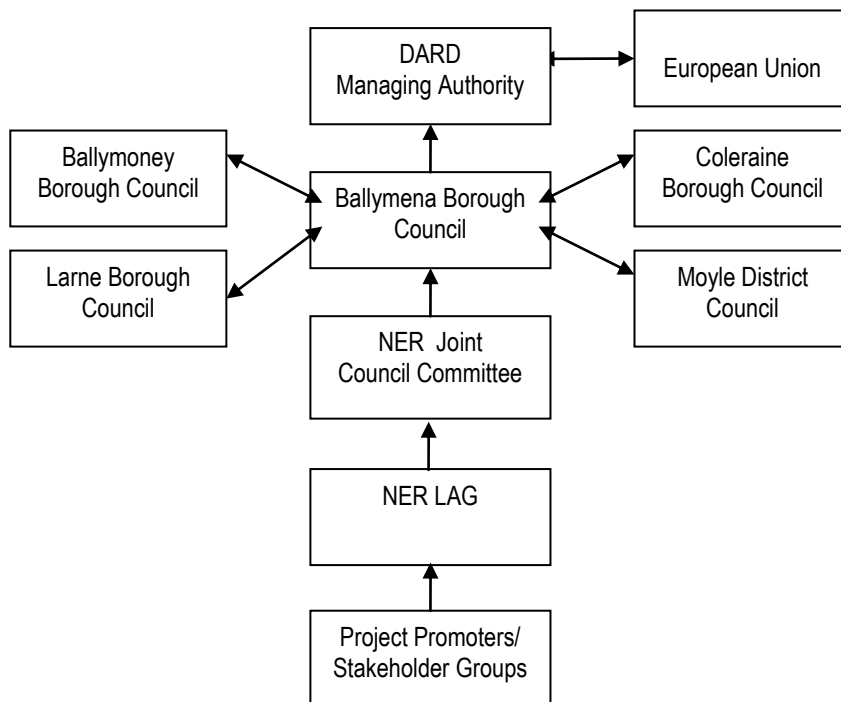 DARD
Managing Authority
European Union
Ballymoney
Borough Council
Ballymena Borough
Council
Coleraine
Borough Council
Larne Borough
Council
Moyle District
Council
NER Joint
Council Committee
NER LAG
Project Promoters/
Stakeholder Groups